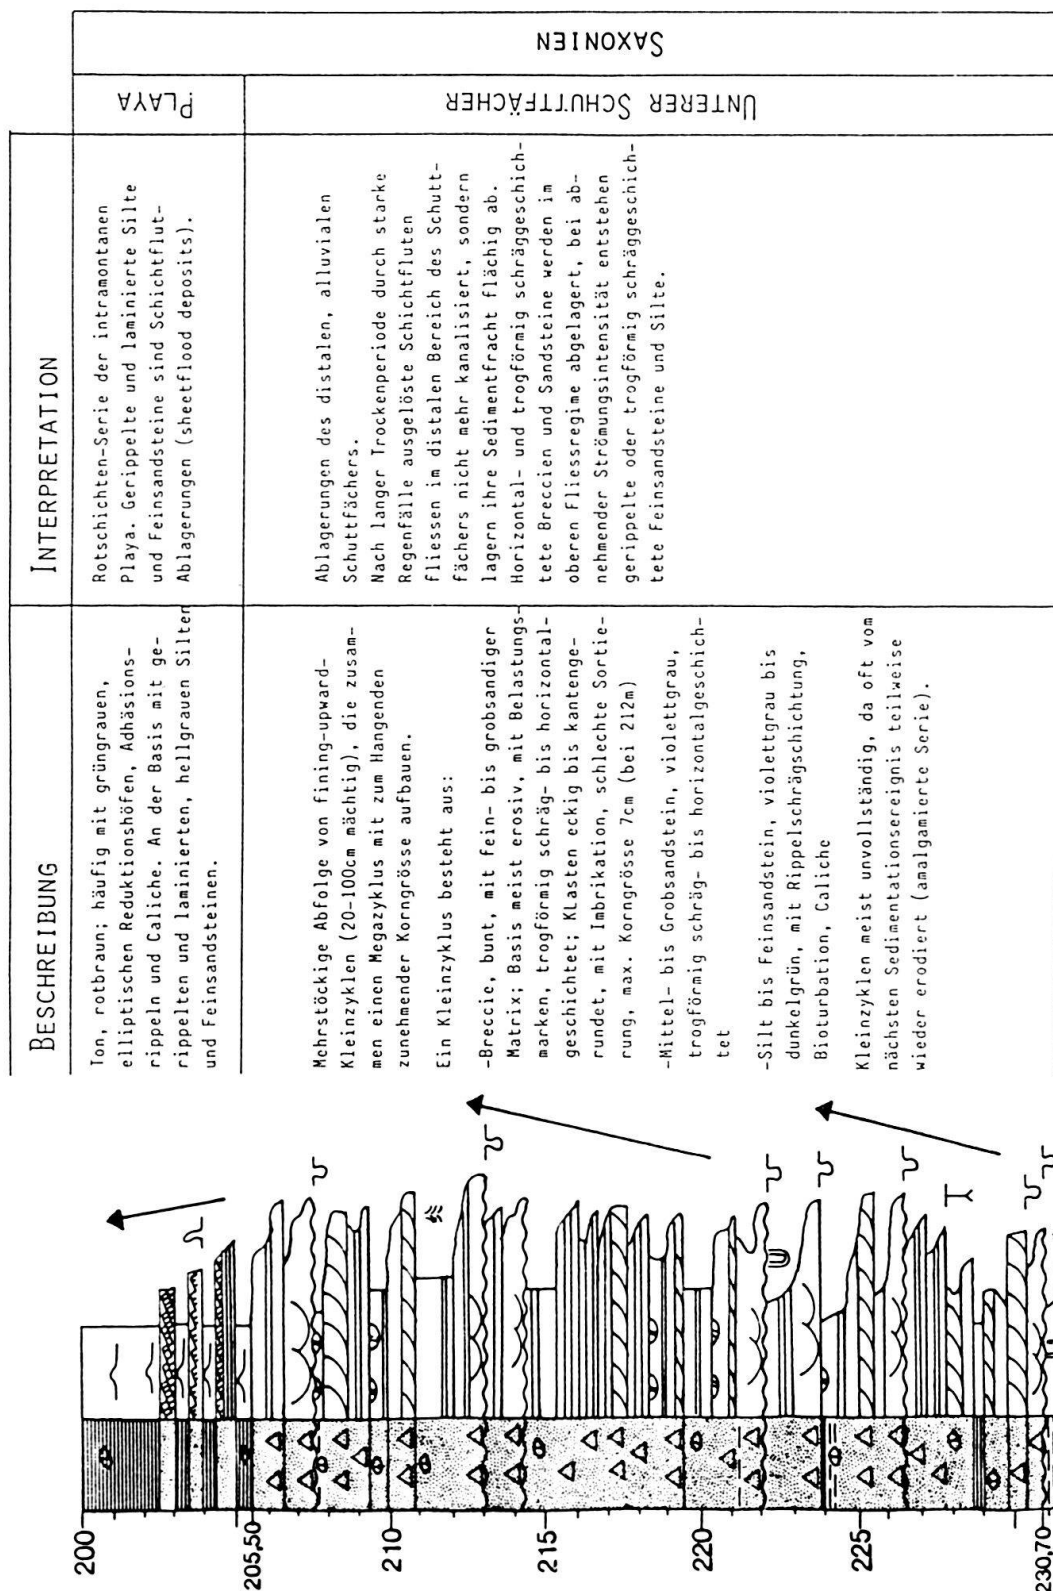 BESCHREIBUNG
INTERPRETATION
Ton, rotbraun; häufig mit grüngrauen,
elliptischen Reduktionshöfen, Adhäsions-
rippeln und Caliche. An der Basis mit ge-
rippelten und laminierten, hellgrauen Silten
und Feinsandsteinen.
Rotschichten-Serie der intramontanen
Playa. Gerippelte und laminierte Silte
und Feinsandsteine sind Schichtflut-
Ablagerungen (sheetflood deposits).
PLAYA
SAXONIEN
Mehrstöckige Abfolge von fining-upward-
Kleinzyklen (20-100cm mächtig), die zusam-
men einen Megazyklus mit zum Hangenden
zunehmender Korngrösse aufbauen.
Ein Kleinzyklus besteht aus:
-Breccie, bunt, mit fein- bis grobsandiger
Matrix; Basis meist erosiv, mit Belastungs-
marken, trogförmig schräg- bis horizontal-
geschichtet; KLasten eckig bis kantenge-
rundet, mit Imbrikation, schlechte Sortie-
rung, max. Korngrösse 7cm (bei 212m)
-Mittel- bis Grobsandstein, violettgrau,
trogförmig schräg- bis horizontalgeschich-
tet
-Silt bis Feinsandstein, violettgrau bis
dunkelgrün, mit Rippelschrägschichtung,
Bioturbation, Caliche
Kleinzyklen meist unvollständig, da oft vom
nächsten Sedimentationsereignis teilweise
wieder erodiert (amalgamierte Serie).
Ablagerungen des distalen, alluvialen
Schuttfächers.
Nach langer Trockenperiode durch starke
Regenfälle ausgelöste Schichtfluten
fliessen im distalen Bereich des Schutt-
fächers nicht mehr kanalisiert, sondern
lagern ihre Sedimentfracht flächig ab.
Horizontal- und trogförmig schräggeschich-
tete Breccien und Sandsteine werden im
oberen Fliessregime abgelagert, bei ab-
nehmender Strömungsintensität entstehen
gerippelte oder trogförmig schräggeschich-
tete Feinsandsteine und Silte.
UNTERER SCHUTTFÄCHER
200
205,50
210
215
220
225
230,70